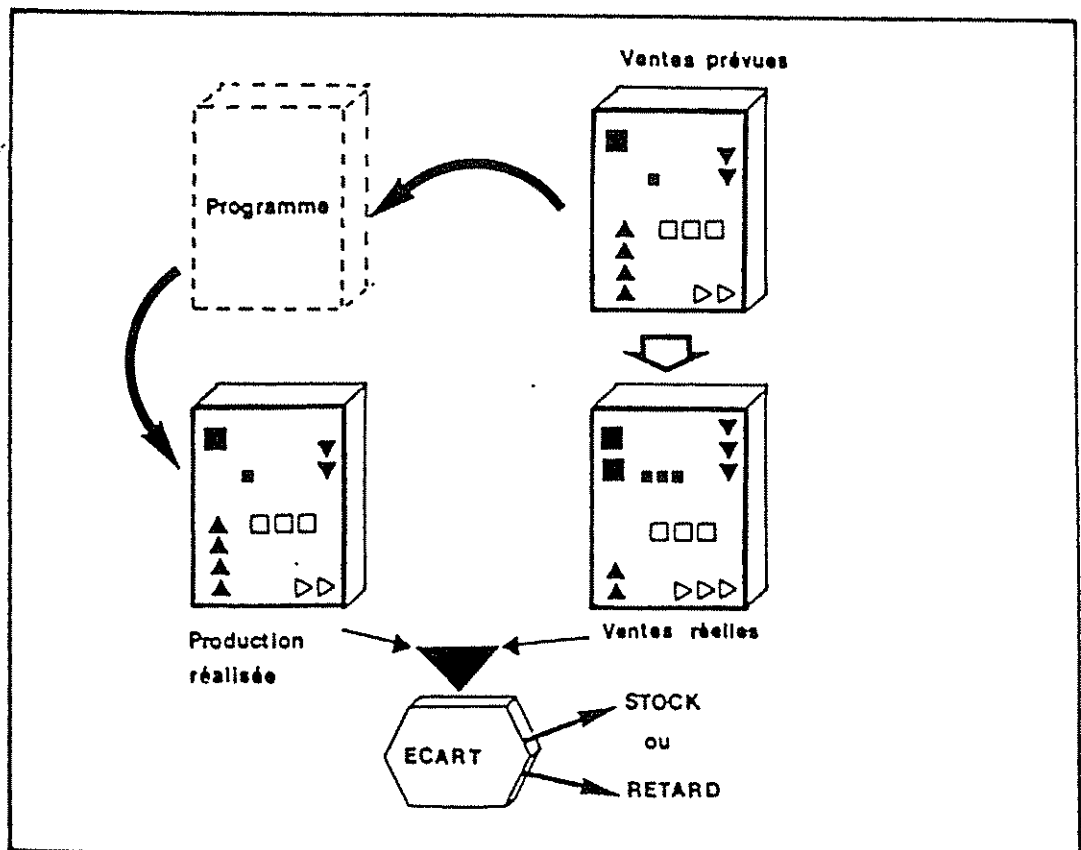 Ventes prévues
Programme
Production
réalisée
Ventes réelles
ECART
STOCK
ou
RETARD